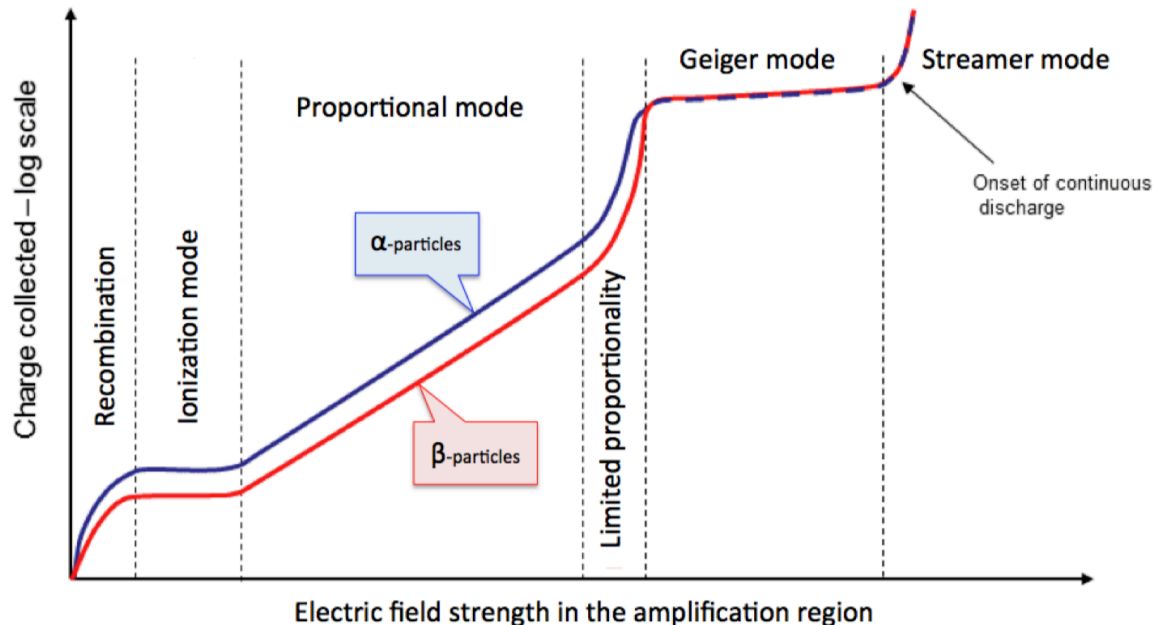 Charge collected – log scale
Recombination
Ionization mode
Proportional mode
α-particles
β-particles
Limited proportionality
Geiger mode
Streamer mode
Onset of continuous
discharge
Electric field strength in the amplification region